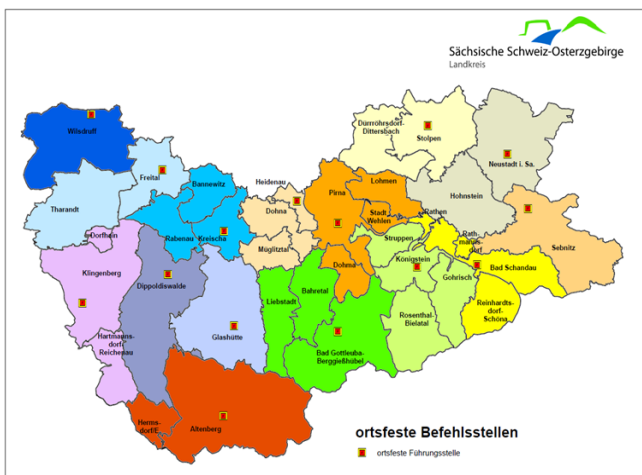 Sächsische Schweiz-Osterzgebirge
Landkreis
Wilsdruff
Dürrröhrsdorf-
Dittersbach
Stolpen
Neustadt i. Sa.
Freital
Bannewitz
Heidenau
Dohna
Pirna
Lohmen
Hohnstein
Tharandt
Stadt
Wehlen
Rathen
Rabenau
Kreischa
Müglitztal
Struppen
Rath-
mannsdorf
Sebnitz
Dorfhain
Klingenberg
Dippoldiswalde
Dohma
Königstein
Gohrisch
Bad Schandau
Liebstadt
Bahretal
Reinhardts-
dorf-
Schöna
Rosenthal-
Bielatal
Hartmanns-
dorf-
Reichenau
Glashütte
Bad Gottleuba-
Berggießhübel
Herms-
dorf/E.
Altenberg
ortsfeste Befehlsstellen
ortsfeste Führungsstelle